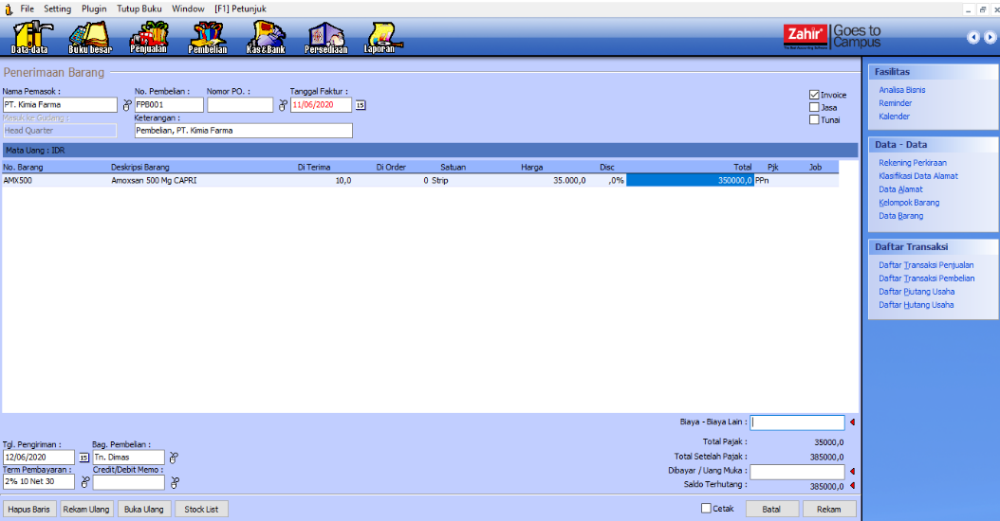 File Setting Plugin Tutup Buku Window [F1] Petunjuk
Data-data Buku besar Penjualan Pembelian Kas&Bank Persediaan Laporan
Zahir Goes to Campus
Penerimaan Barang
Nama Pemasok : No. Pembelian : Nomor PO. : Tanggal Faktur :
PT. Kimia Farma FPB001 11/06/2020 15
Masuk ke Gudang : Keterangan :
Head Quarter Pembelian, PT. Kimia Farma
Invoice
Jasa
Tunai
Mata Uang : IDR
No. Barang Deskripsi Barang Di Terima Di Order Satuan Harga Disc Total Pjk Job
AMX500 Amoxsan 500 Mg CAPRI 10,0 0 Strip 35.000,0 ,0% 350000,0 PPn
Biaya - Biaya Lain :
Total Pajak : 35000,0
Total Setelah Pajak : 385000,0
Dibayar / Uang Muka :
Saldo Terhutang : 385000,0
Tgl. Pengiriman : Bag. Pembelian :
12/06/2020 15 Tn. Dimas
Term Pembayaran : Credit/Debit Memo :
2% 10 Net 30
Hapus Baris Rekam Ulang Buka Ulang Stock List Cetak Batal Rekam
Fasilitas
Analisa Bisnis
Reminder
Kalender
Data - Data
Rekening Perkiraan
Klasifikasi Data Alamat
Data Alamat
Kelompok Barang
Data Barang
Daftar Transaksi
Daftar Transaksi Penjualan
Daftar Transaksi Pembelian
Daftar Piutang Usaha
Daftar Hutang Usaha